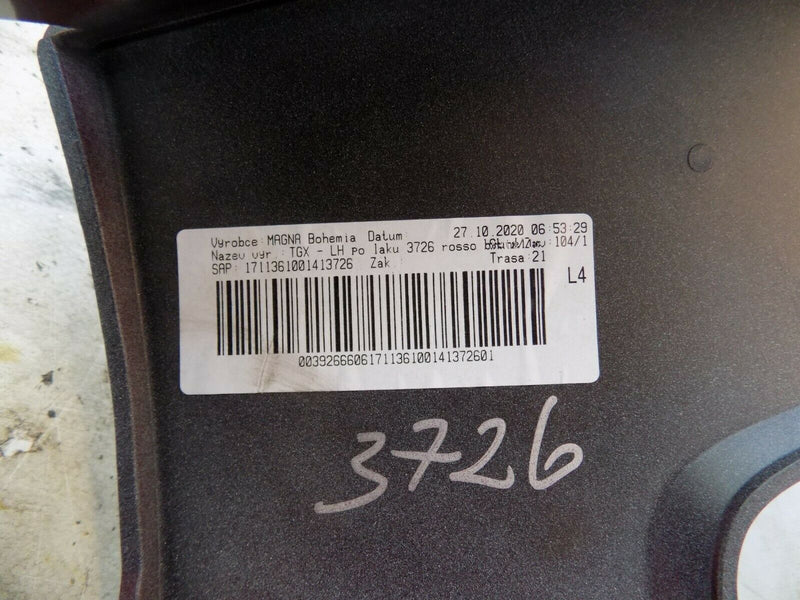 Vyrobce: MAGNA Bohemia Datum: 27.10.2020 06:53:29
Nazev vyr.: TGX - LH po laku 3726 rosso 104/1
SAP: 1711361001413726 Zak.: Trasa: 21
L4
0039266606171136100141372601
3726